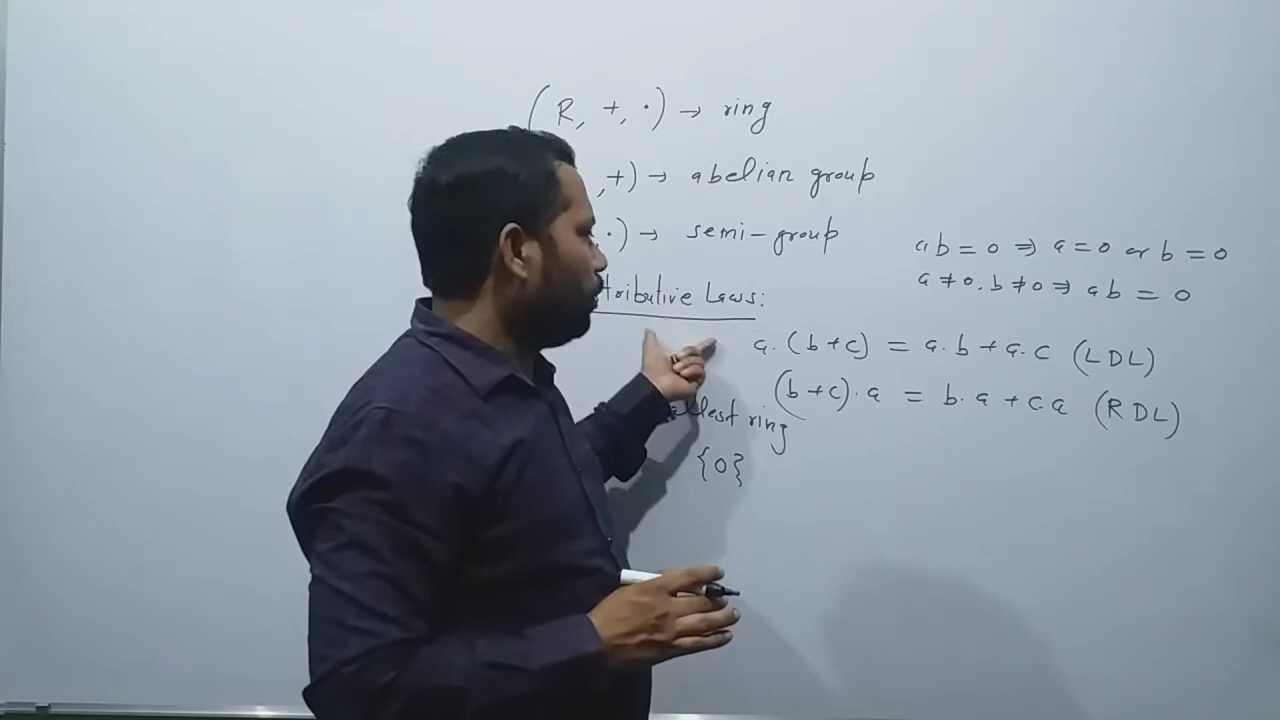 (R, +, ·) → ring
, +) → abelian group
·) → semi-group
ab = 0 ⇒ a = 0 or b = 0
a ≠ 0, b ≠ 0 ⇒ ab = 0
tributive Laws:
a. (b + c) = a. b + a. c (LDL)
(b + c). a = b. a + c. a (RDL)
ring
{0}